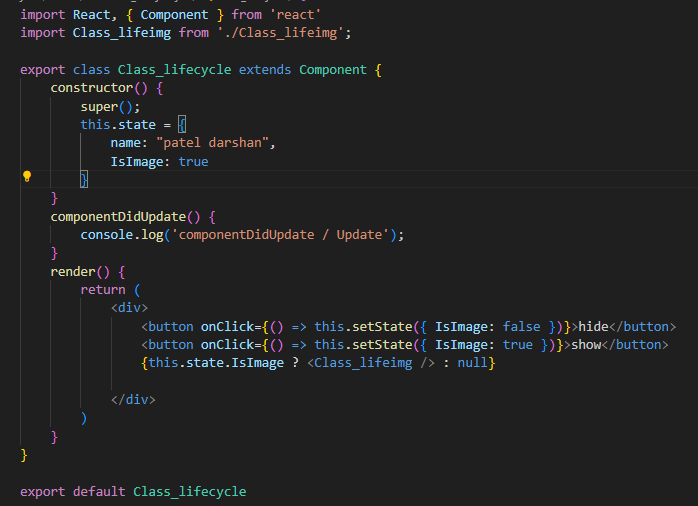 import React, { Component } from 'react'
import Class_lifeimg from './Class_lifeimg';

export class Class_lifecycle extends Component {
    constructor() {
        super();
        this.state = {
            name: "patel darshan",
            IsImage: true
        }
    }
    componentDidUpdate() {
        console.log('componentDidUpdate / Update');
    }
    render() {
        return (
            <div>
                <button onClick={() => this.setState({ IsImage: false })}>hide</button>
                <button onClick={() => this.setState({ IsImage: true })}>show</button>
                {this.state.IsImage ? <Class_lifeimg /> : null}

            </div>
        )
    }
}

export default Class_lifecycle